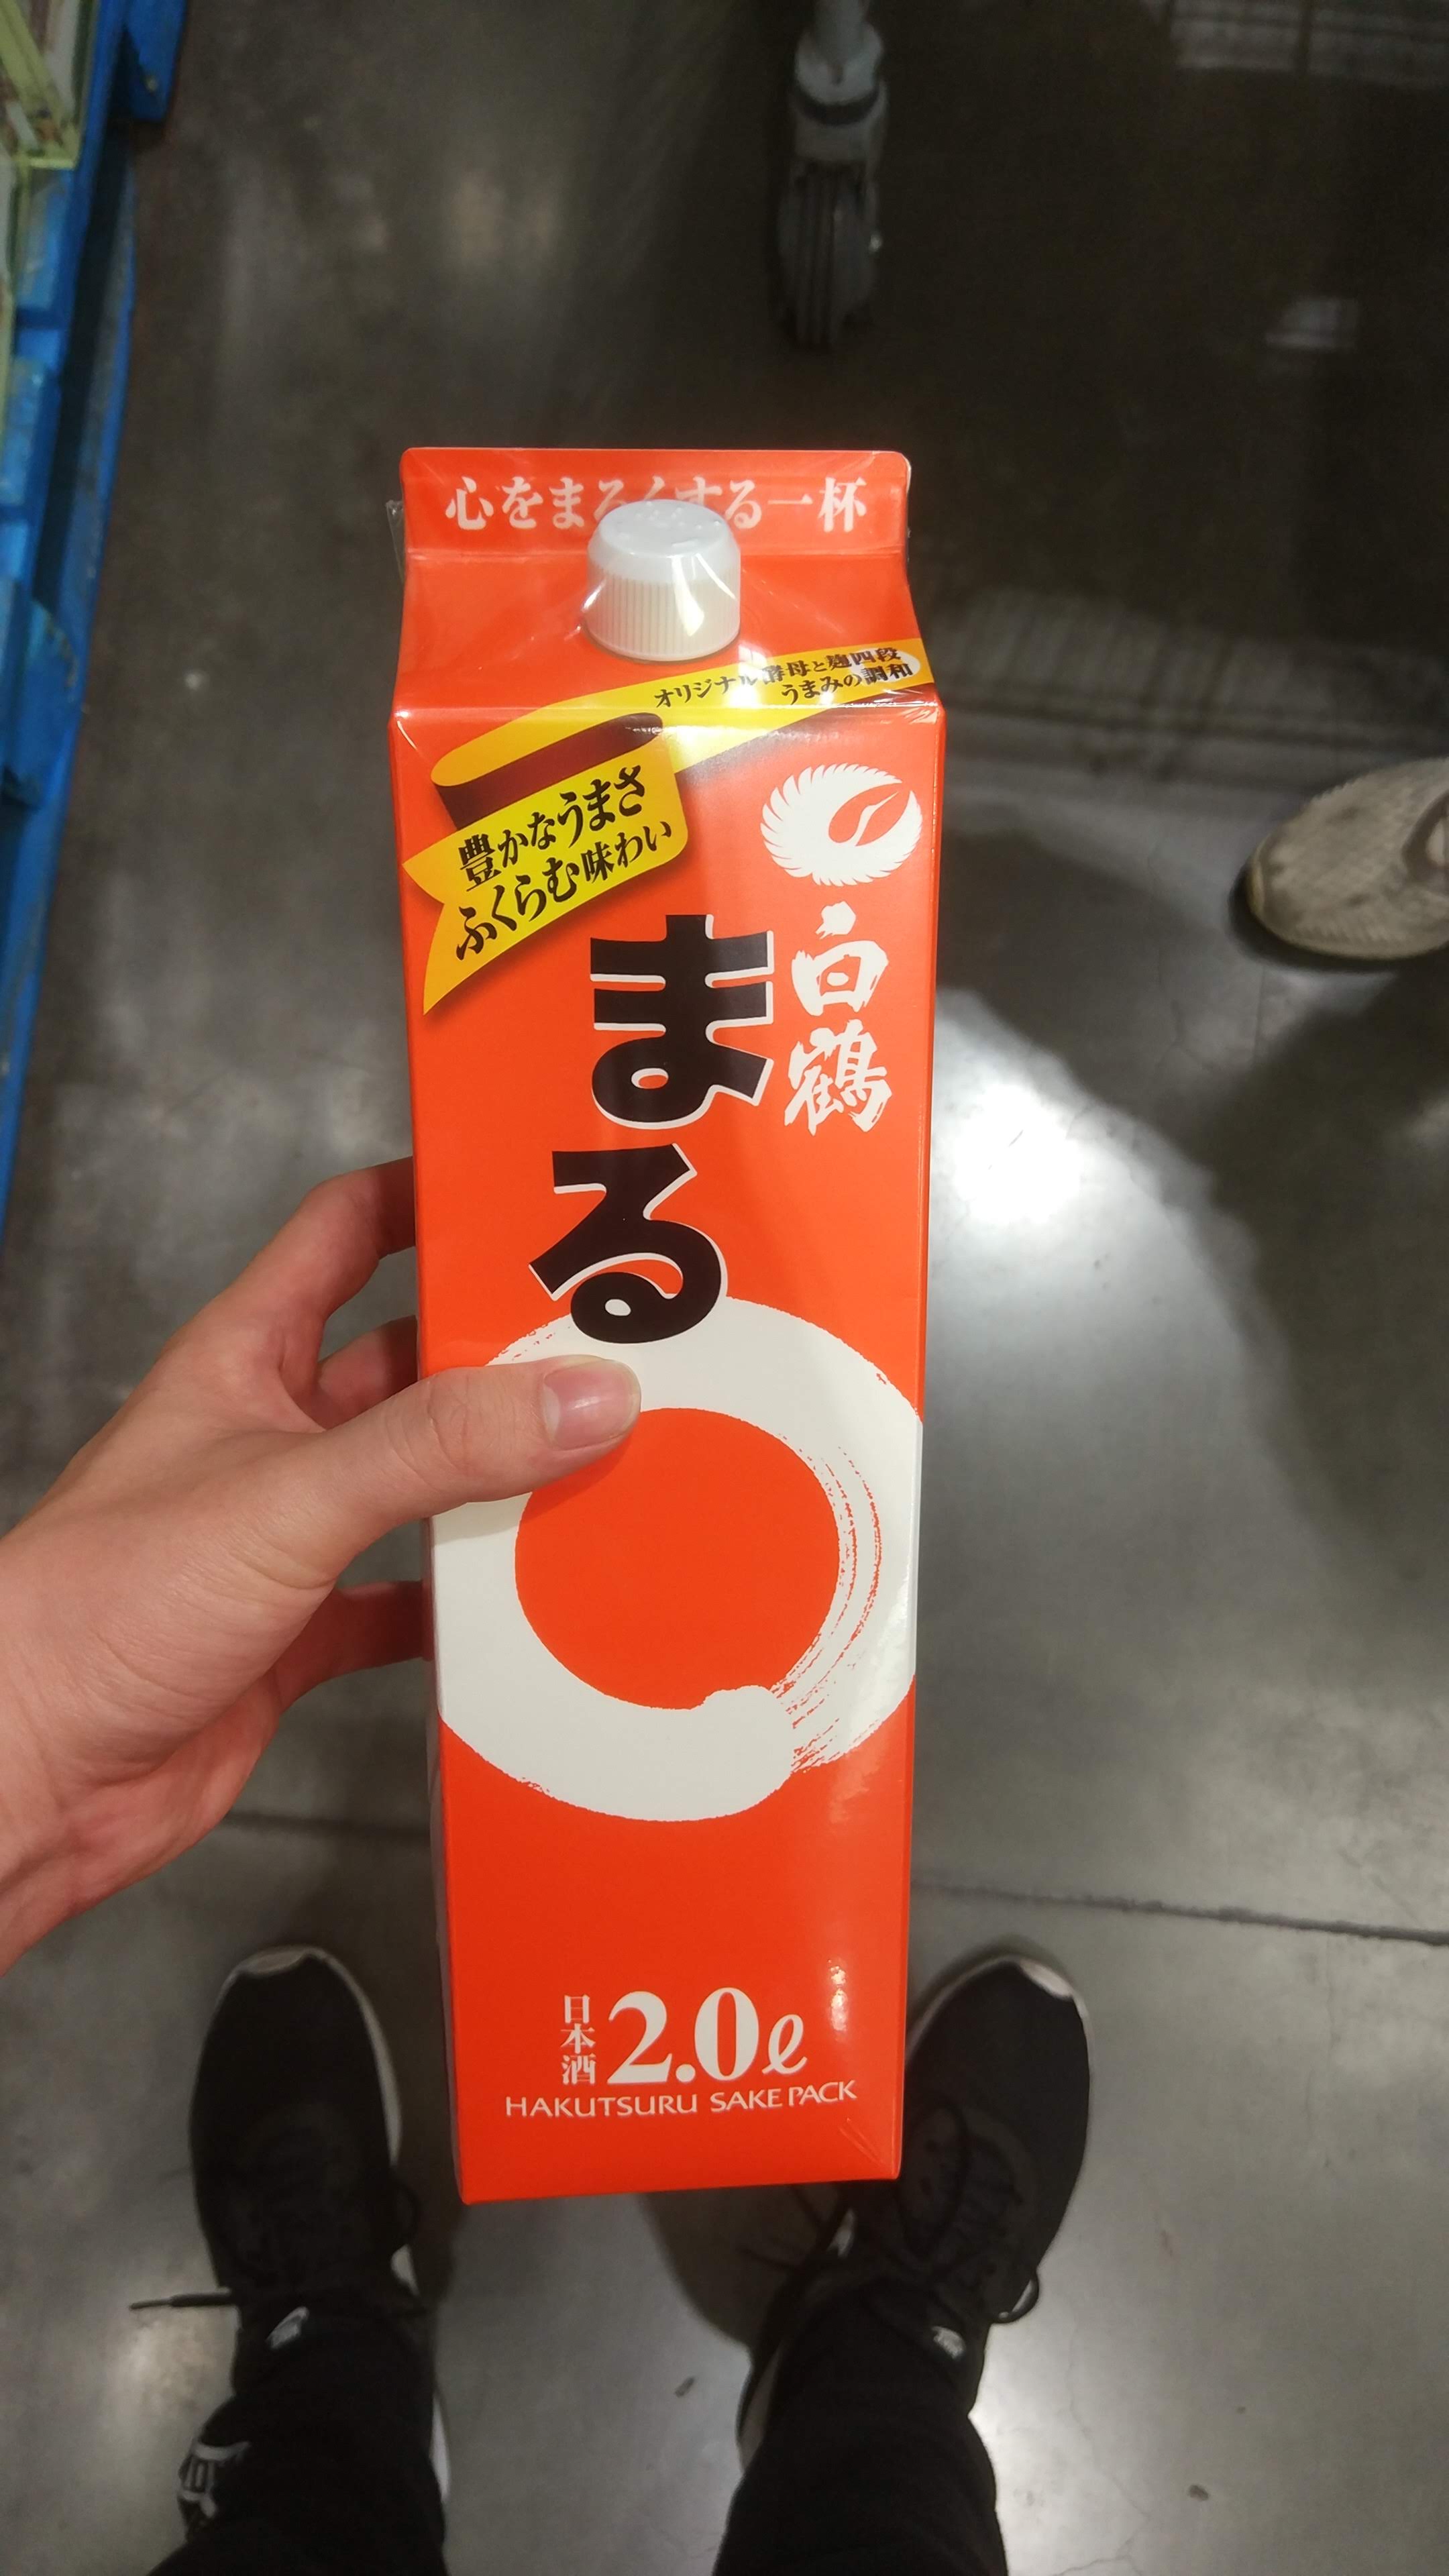 心をまるくする一杯
オリジナル酵母と麹四段
うまみの調和
豊かなうまさ
ふくらむ味わい
白鶴
まる
日本酒
2.0ℓ
HAKUTSURU SAKE PACK